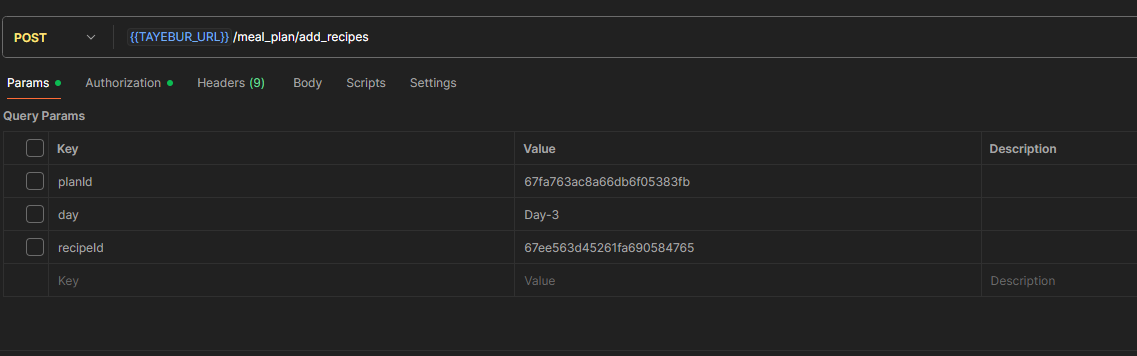 POST {{TAYEBUR_URL}} /meal_plan/add_recipes
Params Authorization Headers (9) Body Scripts Settings
Query Params
Key Value Description
planId 67fa763ac8a66db6f05383fb
day Day-3
recipeId 67ee563d45261fa690584765
Key Value Description